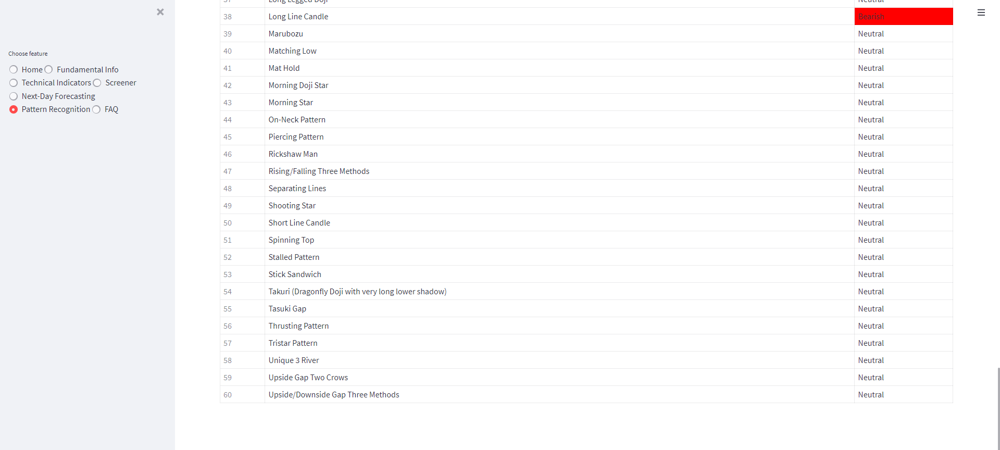 Choose feature
Home Fundamental Info
Technical Indicators Screener
Next-Day Forecasting
Pattern Recognition FAQ
37 Long Legged Doji Neutral
38 Long Line Candle Bearish
39 Marubozu Neutral
40 Matching Low Neutral
41 Mat Hold Neutral
42 Morning Doji Star Neutral
43 Morning Star Neutral
44 On-Neck Pattern Neutral
45 Piercing Pattern Neutral
46 Rickshaw Man Neutral
47 Rising/Falling Three Methods Neutral
48 Separating Lines Neutral
49 Shooting Star Neutral
50 Short Line Candle Neutral
51 Spinning Top Neutral
52 Stalled Pattern Neutral
53 Stick Sandwich Neutral
54 Takuri (Dragonfly Doji with very long lower shadow) Neutral
55 Tasuki Gap Neutral
56 Thrusting Pattern Neutral
57 Tristar Pattern Neutral
58 Unique 3 River Neutral
59 Upside Gap Two Crows Neutral
60 Upside/Downside Gap Three Methods Neutral